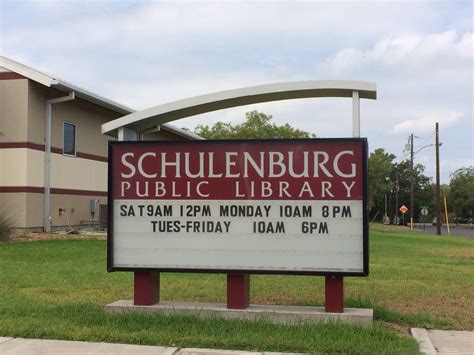 SCHULENBURG
PUBLIC LIBRARY
SAT 9AM 12PM MONDAY 10AM 8PM
TUES-FRIDAY 10AM 6PM